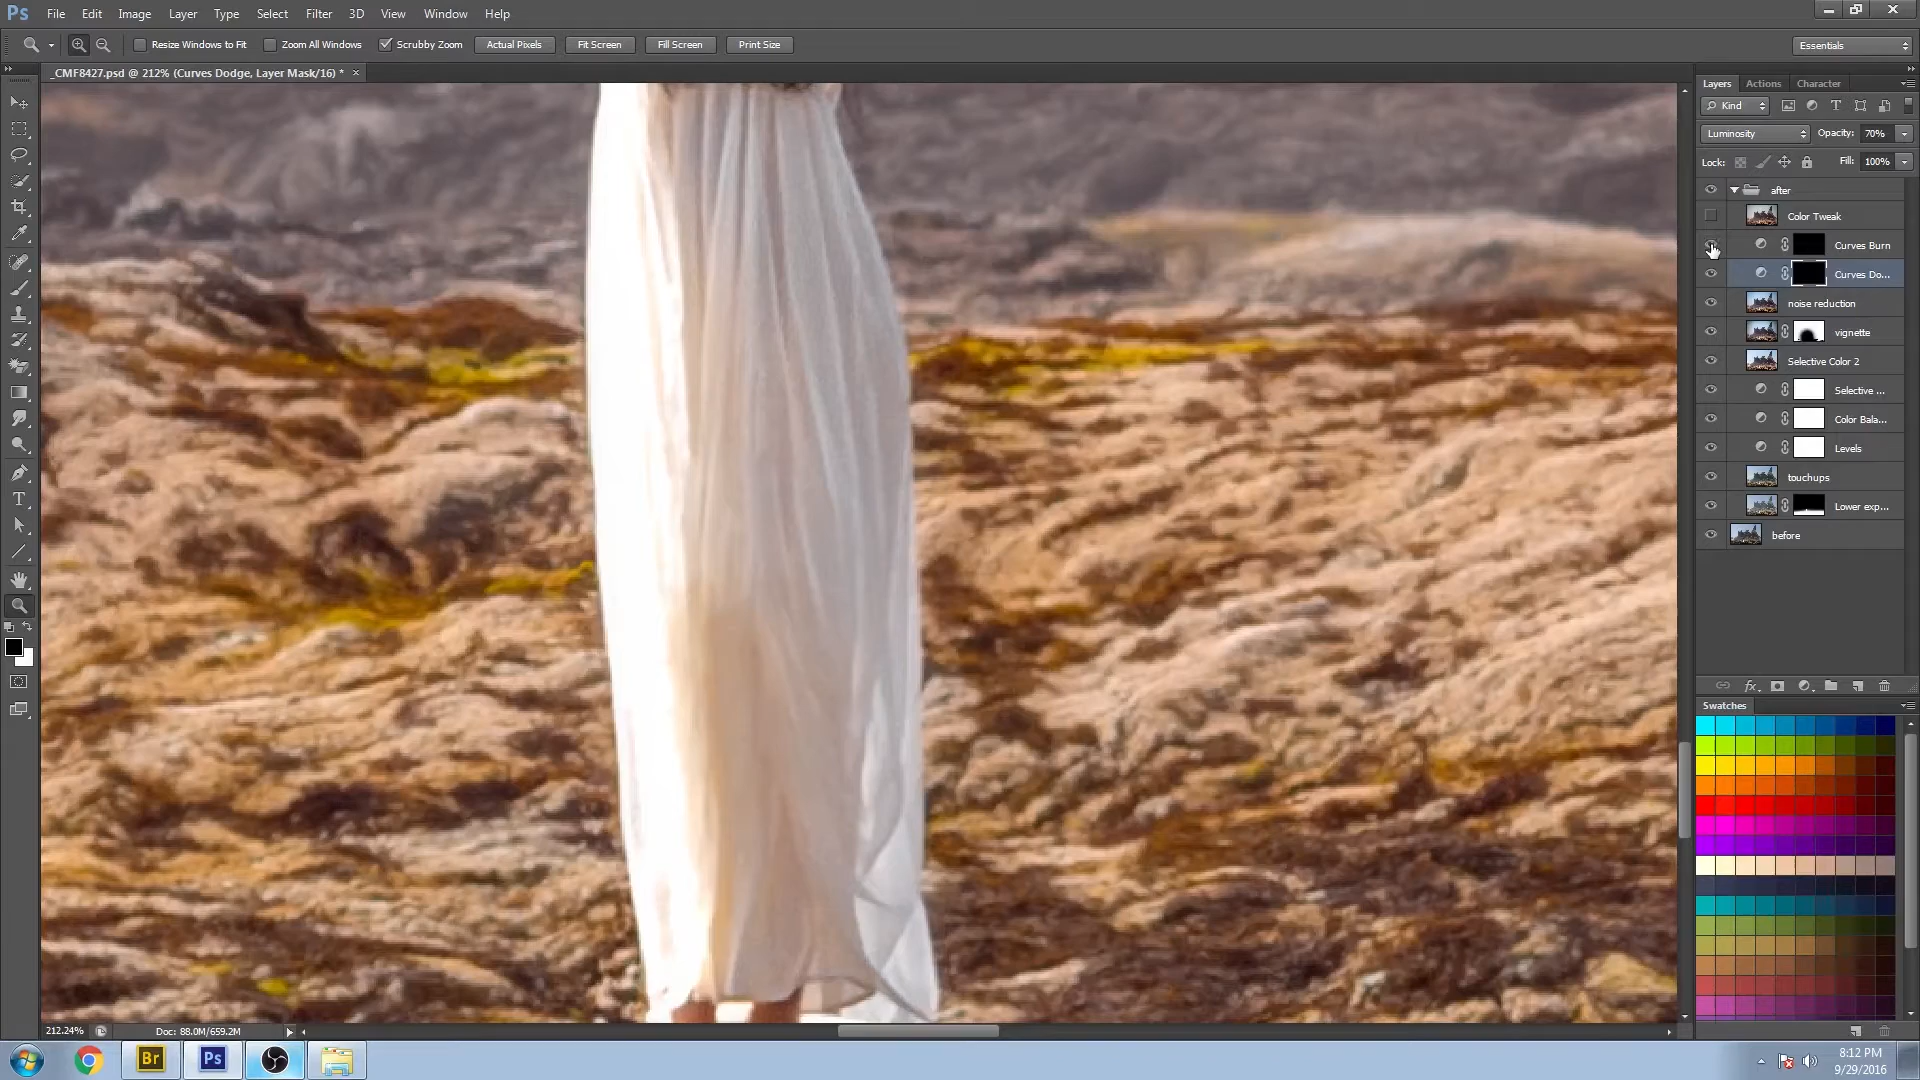 Ps File Edit Image Layer Type Select Filter 3D View Window Help
Resize Windows to Fit Zoom All Windows Scrubby Zoom Actual Pixels Fit Screen Fill Screen Print Size Essentials
_CMF8427.psd @ 212% (Curves Dodge, Layer Mask/16) * ×
Layers Actions Character
Kind
Luminosity Opacity: 70%
Lock: Fill: 100%
after
Color Tweak
Curves Burn
Curves Do...
noise reduction
vignette
Selective Color 2
Selective ...
Color Bala...
Levels
touchups
Lower exp...
before
fx
Swatches
T
212.24% Doc: 88.0M/659.2M
Br Ps
8:12 PM
9/29/2016